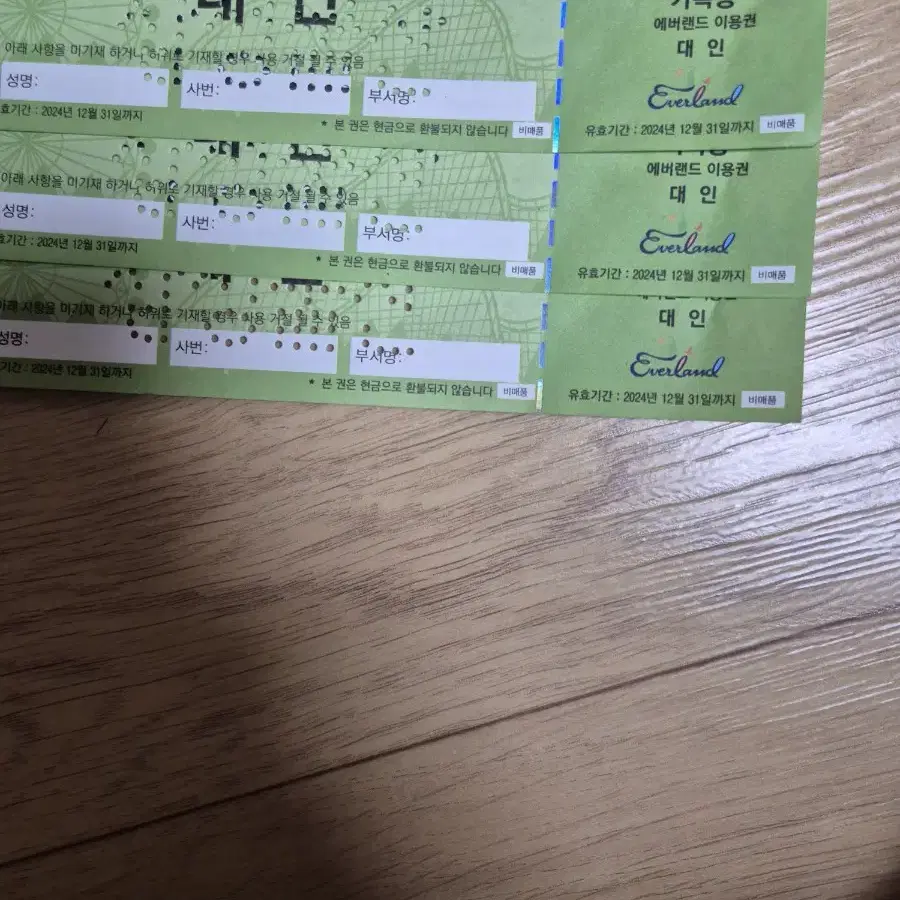 대 인
아래 사항을 미기재 하거나 허위로 기재할 경우 사용 거절 될 수 있음
성명:
사번:
부서명:
효기간 : 2024년 12월 31일까지
* 본 권은 현금으로 환불되지 않습니다 비매품
가족용
에버랜드 이용권
대 인
Everland
유효기간 : 2024년 12월 31일까지 비매품
대 인
아래 사항을 미기재 하거나 허위로 기재할 경우 사용 거절 될 수 있음
성명:
사번:
부서명:
효기간 : 2024년 12월 31일까지
* 본 권은 현금으로 환불되지 않습니다 비매품
에버랜드 이용권
대 인
Everland
유효기간 : 2024년 12월 31일까지 비매품
아래 사항을 미기재 하거나 허위로 기재할 경우 사용 거절 될 수 있음
성명:
사번:
부서명:
기간 : 2024년 12월 31일까지
* 본 권은 현금으로 환불되지 않습니다 비매품
대 인
Everland
유효기간 : 2024년 12월 31일까지 비매품